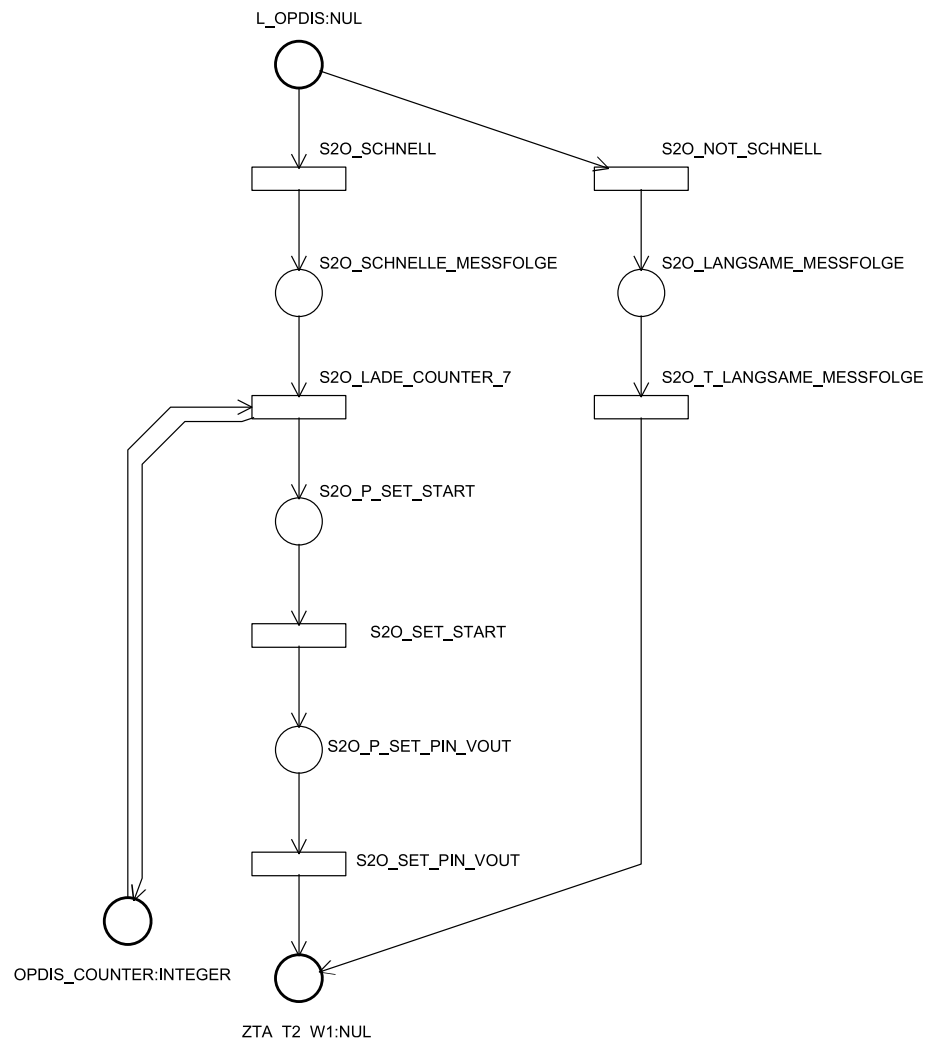 L_OPDIS:NUL
S2O_SCHNELL
S2O_NOT_SCHNELL
S2O_SCHNELLE_MESSFOLGE
S2O_LANGSAME_MESSFOLGE
S2O_LADE_COUNTER_7
S2O_T_LANGSAME_MESSFOLGE
S2O_P_SET_START
S2O_SET_START
S2O_P_SET_PIN_VOUT
S2O_SET_PIN_VOUT
OPDIS_COUNTER:INTEGER
ZTA_T2_W1:NUL